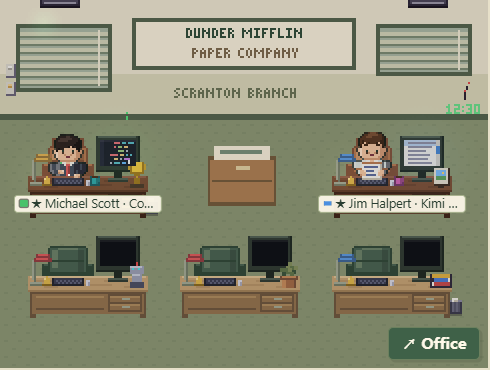 DUNDER MIFFLIN
PAPER COMPANY
SCRANTON BRANCH
12:30
★ Michael Scott · Co...
★ Jim Halpert · Kimi ...
↗ Office